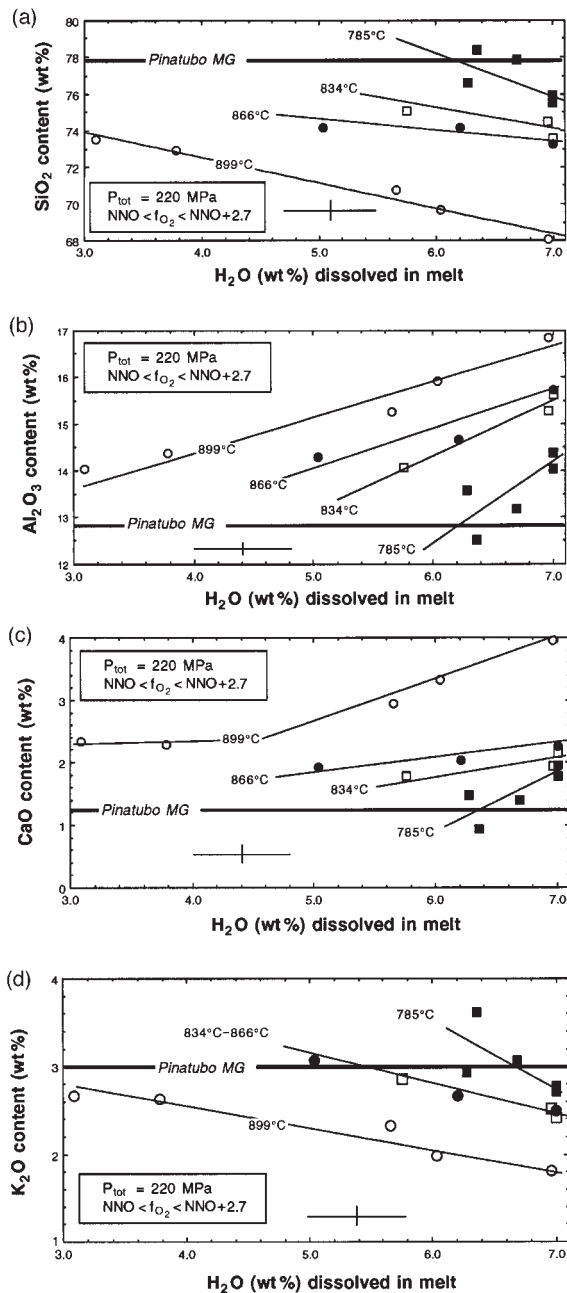 (a)
SiO2 content (wt%)
80
78
76
74
72
70
68
785°C
Pinatubo MG
834°C
866°C
899°C
Ptot = 220 MPa
NNO<fO2<NNO+2.7
3.0 4.0 5.0 6.0 7.0
H2O (wt%) dissolved in melt
(b)
Al2O3 content (wt%)
17
16
15
14
13
12
Ptot = 220 MPa
NNO<fO2<NNO+2.7
899°C
866°C
834°C
Pinatubo MG
785°C
3.0 4.0 5.0 6.0 7.0
H2O (wt%) dissolved in melt
(c)
CaO content (wt%)
4
3
2
1
0
Ptot = 220 MPa
NNO<fO2<NNO+2.7
899°C
866°C
834°C
Pinatubo MG
785°C
3.0 4.0 5.0 6.0 7.0
H2O (wt%) dissolved in melt
(d)
K2O content (wt%)
4
3
2
1
785°C
834°C–866°C
Pinatubo MG
899°C
Ptot = 220 MPa
NNO<fO2<NNO+2.7
3.0 4.0 5.0 6.0 7.0
H2O (wt%) dissolved in melt